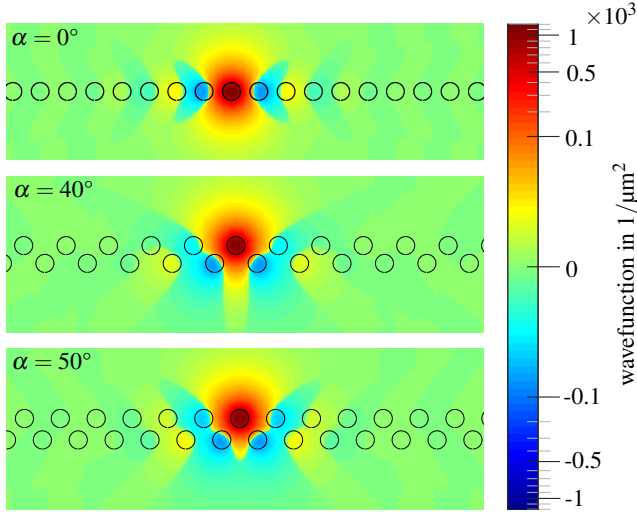 α = 0°
α = 40°
α = 50°
×10³
1
0.5
0.1
0
-0.1
-0.5
-1
wavefunction in 1/μm²